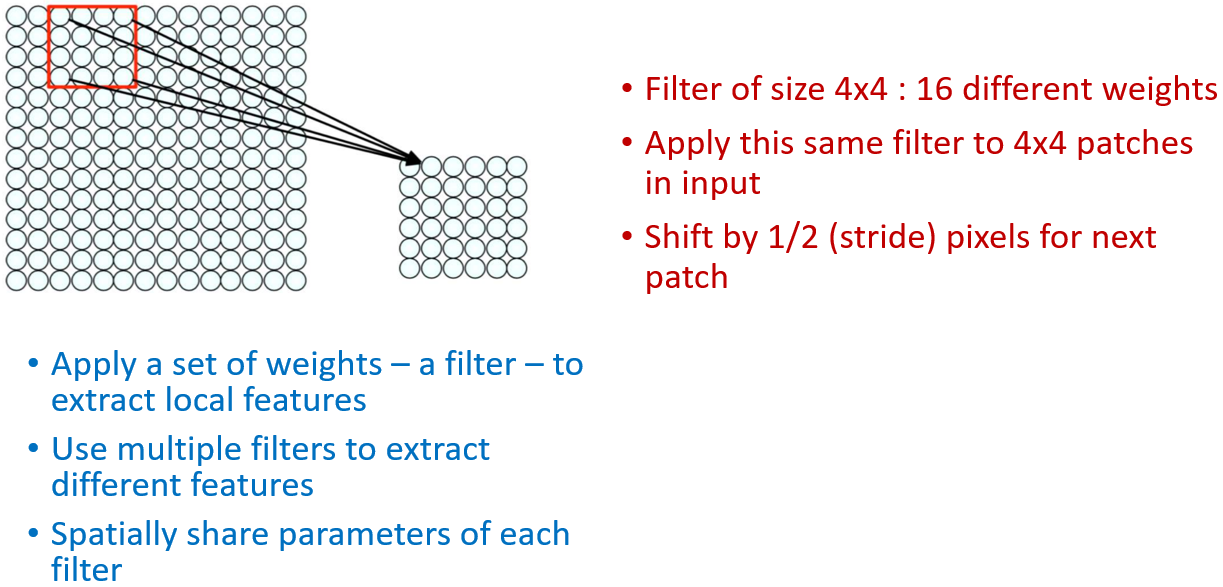 • Filter of size 4x4 : 16 different weights
• Apply this same filter to 4x4 patches
in input
• Shift by 1/2 (stride) pixels for next
patch
• Apply a set of weights – a filter – to
extract local features
• Use multiple filters to extract
different features
• Spatially share parameters of each
filter